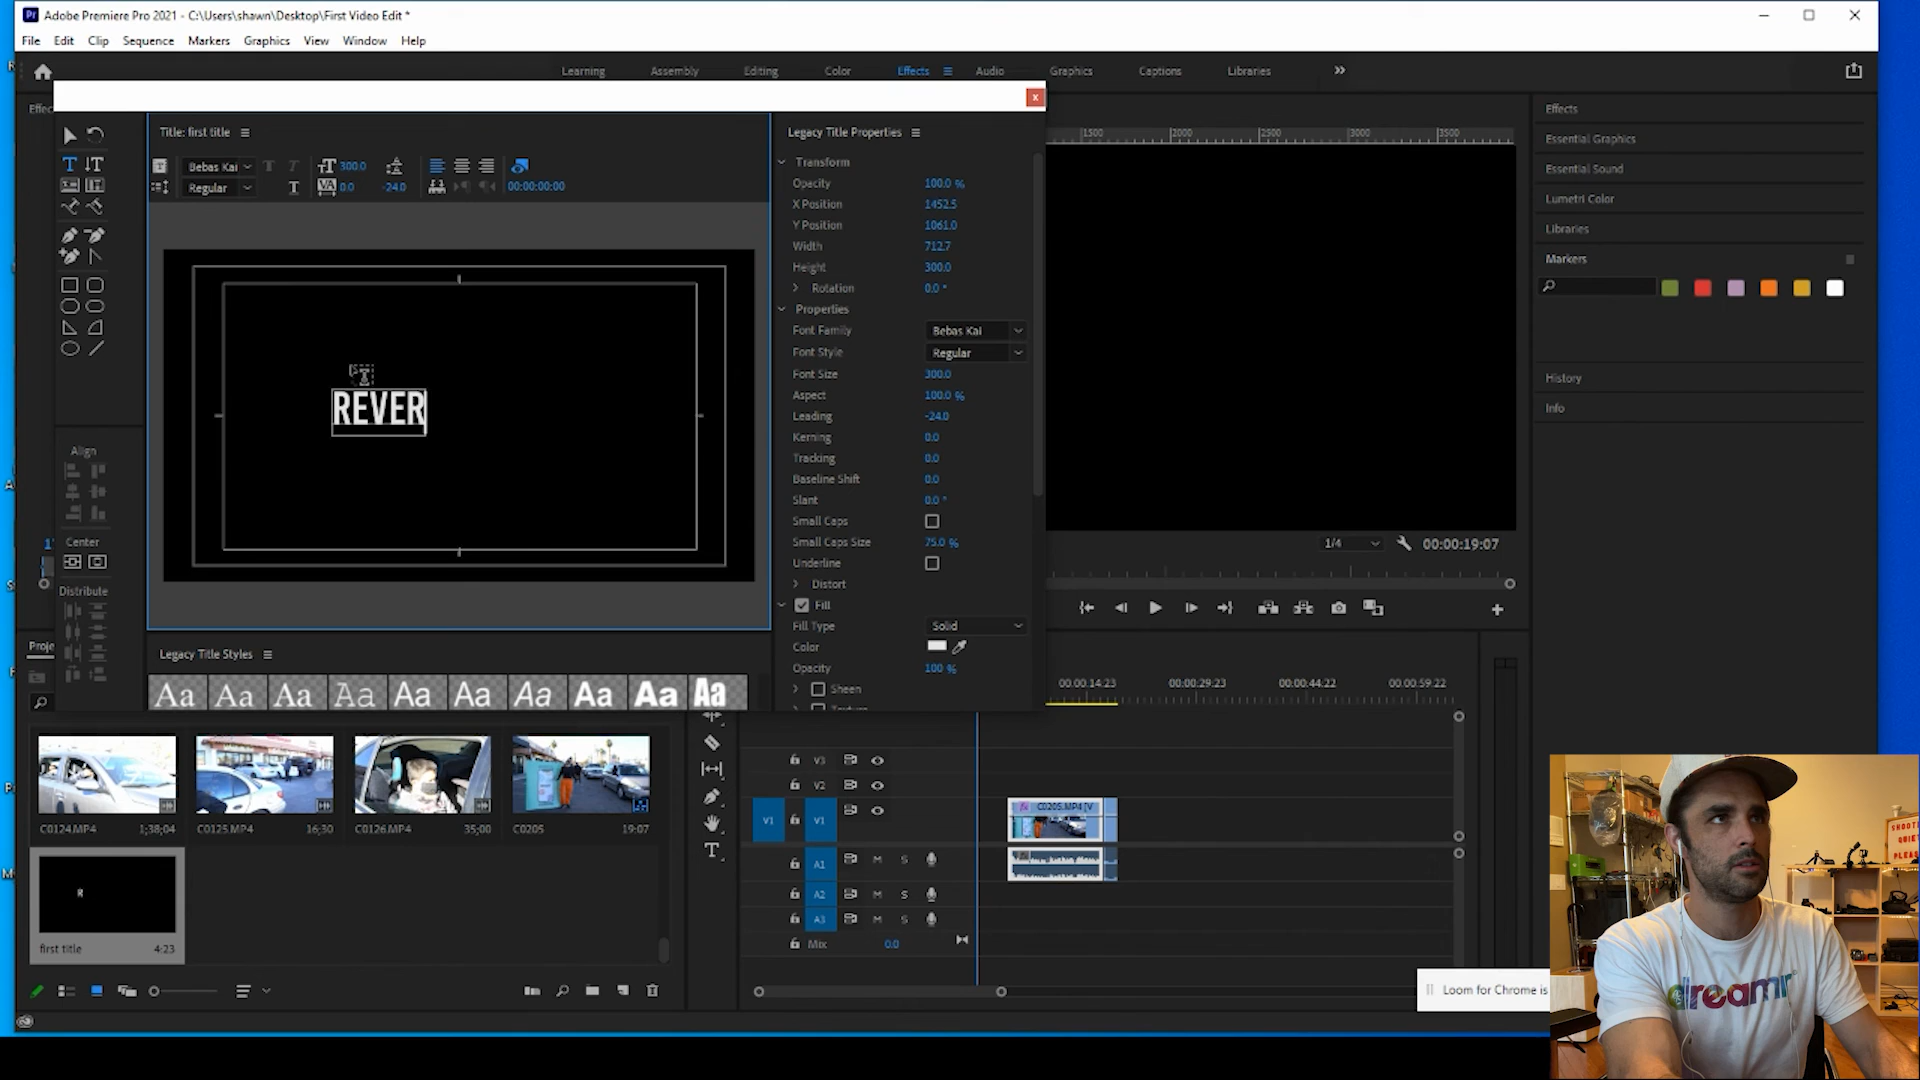 Adobe Premiere Pro 2021 - C:\Users\shawn\Desktop\First Video Edit *
File Edit Clip Sequence Markers Graphics View Window Help
Learning Assembly Editing Color Effects Audio Graphics Captions Libraries
Effec
Title: first title
Bebas Kai
300.0
Regular
0.0
-24.0
00:00:00:00
REVER
Align
Center
Distribute
Legacy Title Styles
Aa Aa Aa Aa Aa Aa Aa Aa Aa Aa
Legacy Title Properties
Transform
Opacity 100.0 %
X Position 1452.5
Y Position 1061.0
Width 712.7
Height 300.0
Rotation 0.0 °
Properties
Font Family Bebas Kai
Font Style Regular
Font Size 300.0
Aspect 100.0 %
Leading -24.0
Kerning 0.0
Tracking 0.0
Baseline Shift 0.0
Slant 0.0 °
Small Caps
Small Caps Size 75.0 %
Underline
Distort
Fill
Fill Type Solid
Color
Opacity 100 %
Sheen
1500 2000 2500 3000 3500
1/4 00:00:19:07
Effects
Essential Graphics
Essential Sound
Lumetri Color
Libraries
Markers
History
Info
Proje
C0124.MP4 1;38;04
C0125.MP4 16;30
C0126.MP4 35;00
C0205 19:07
R
first title 4:23
00:00:14:23 00:00:29:23 00:00:44:22 00:00:59:22
V3
V2
V1 V1
C0205.MP4 [V
A1 M S
A2 M S
A3 M S
Mix 0.0
Loom for Chrome is
SHOOTI
QUIET
PLEAS
dreamr